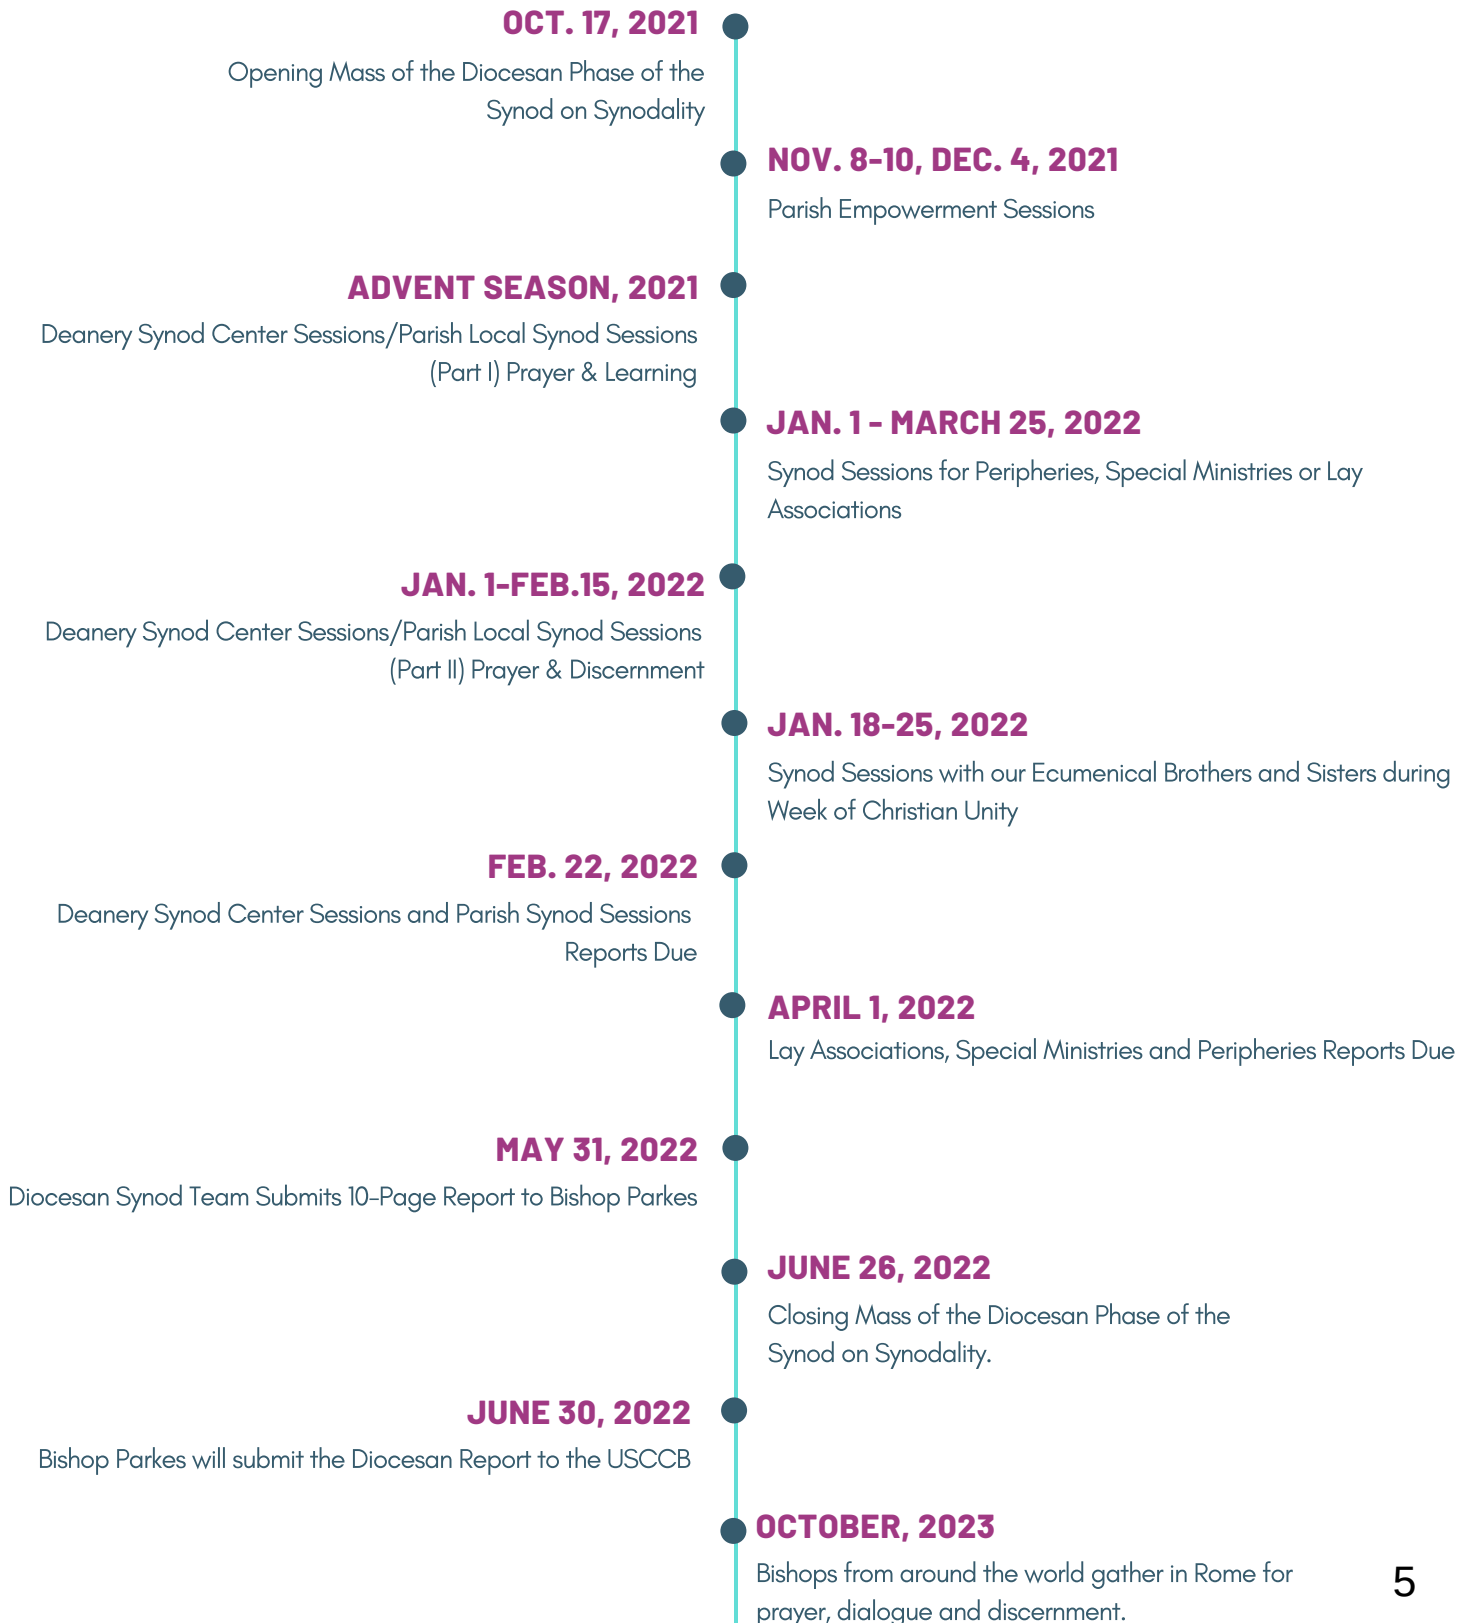 OCT. 17, 2021
Opening Mass of the Diocesan Phase of the
Synod on Synodality
NOV. 8-10, DEC. 4, 2021
Parish Empowerment Sessions
ADVENT SEASON, 2021
Deanery Synod Center Sessions/Parish Local Synod Sessions
(Part I) Prayer & Learning
JAN. 1 - MARCH 25, 2022
Synod Sessions for Peripheries, Special Ministries or Lay
Associations
JAN. 1-FEB.15, 2022
Deanery Synod Center Sessions/Parish Local Synod Sessions
(Part II) Prayer & Discernment
JAN. 18-25, 2022
Synod Sessions with our Ecumenical Brothers and Sisters during
Week of Christian Unity
FEB. 22, 2022
Deanery Synod Center Sessions and Parish Synod Sessions
Reports Due
APRIL 1, 2022
Lay Associations, Special Ministries and Peripheries Reports Due
MAY 31, 2022
Diocesan Synod Team Submits 10-Page Report to Bishop Parkes
JUNE 26, 2022
Closing Mass of the Diocesan Phase of the
Synod on Synodality.
JUNE 30, 2022
Bishop Parkes will submit the Diocesan Report to the USCCB
OCTOBER, 2023
Bishops from around the world gather in Rome for
prayer, dialogue and discernment.
5